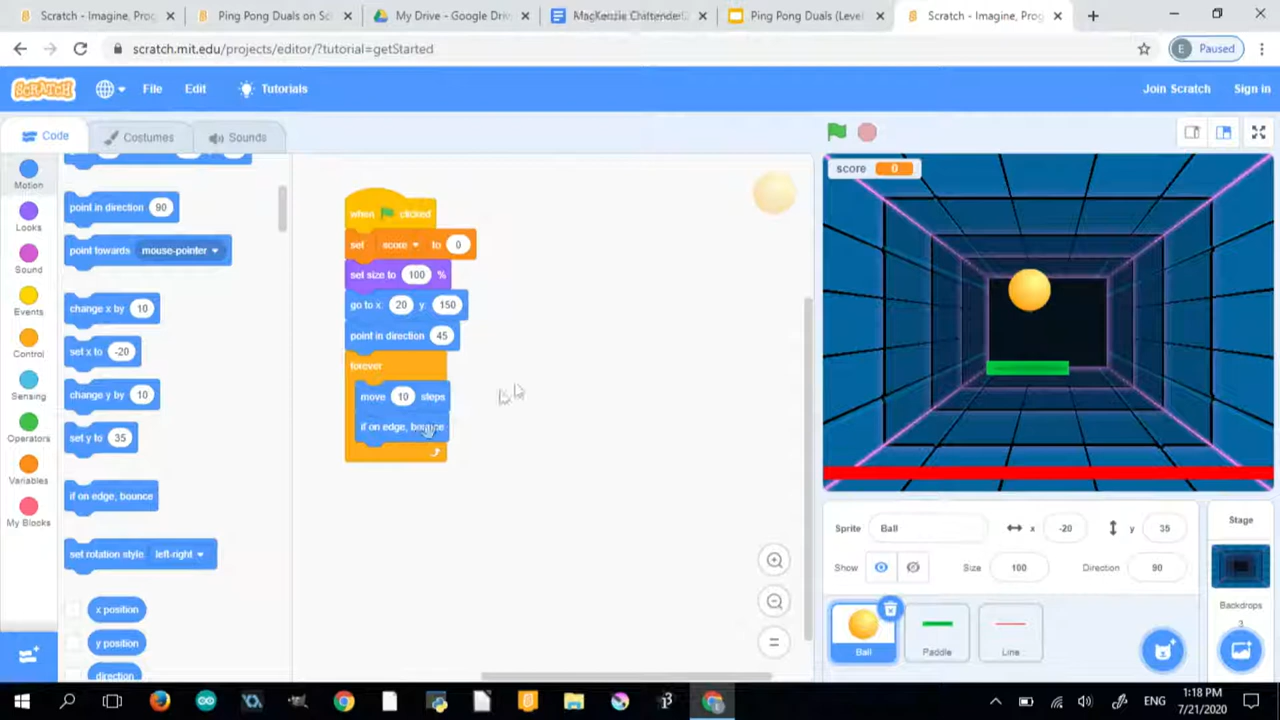 Scratch - Imagine, Prog
Ping Pong Duals on Sc
My Drive - Google Driv
MacKenzie Chittenden
Ping Pong Duals (Level
Scratch - Imagine, Prog
scratch.mit.edu/projects/editor/?tutorial=getStarted
E Paused
SCRATCH
File
Edit
Tutorials
Join Scratch
Sign in
Code
Costumes
Sounds
Motion
Looks
Sound
Events
Control
Sensing
Operators
Variables
My Blocks
point in direction 90
point towards mouse-pointer
change x by 10
set x to -20
change y by 10
set y to 35
if on edge, bounce
set rotation style left-right
x position
y position
direction
when clicked
set score to 0
set size to 100 %
go to x: 20 y: 150
point in direction 45
forever
move 10 steps
if on edge, bounce
score 0
Sprite Ball x -20 y 35
Show Size 100 Direction 90
Ball
Paddle
Line
Stage
Backdrops
3
ENG
1:18 PM
7/21/2020